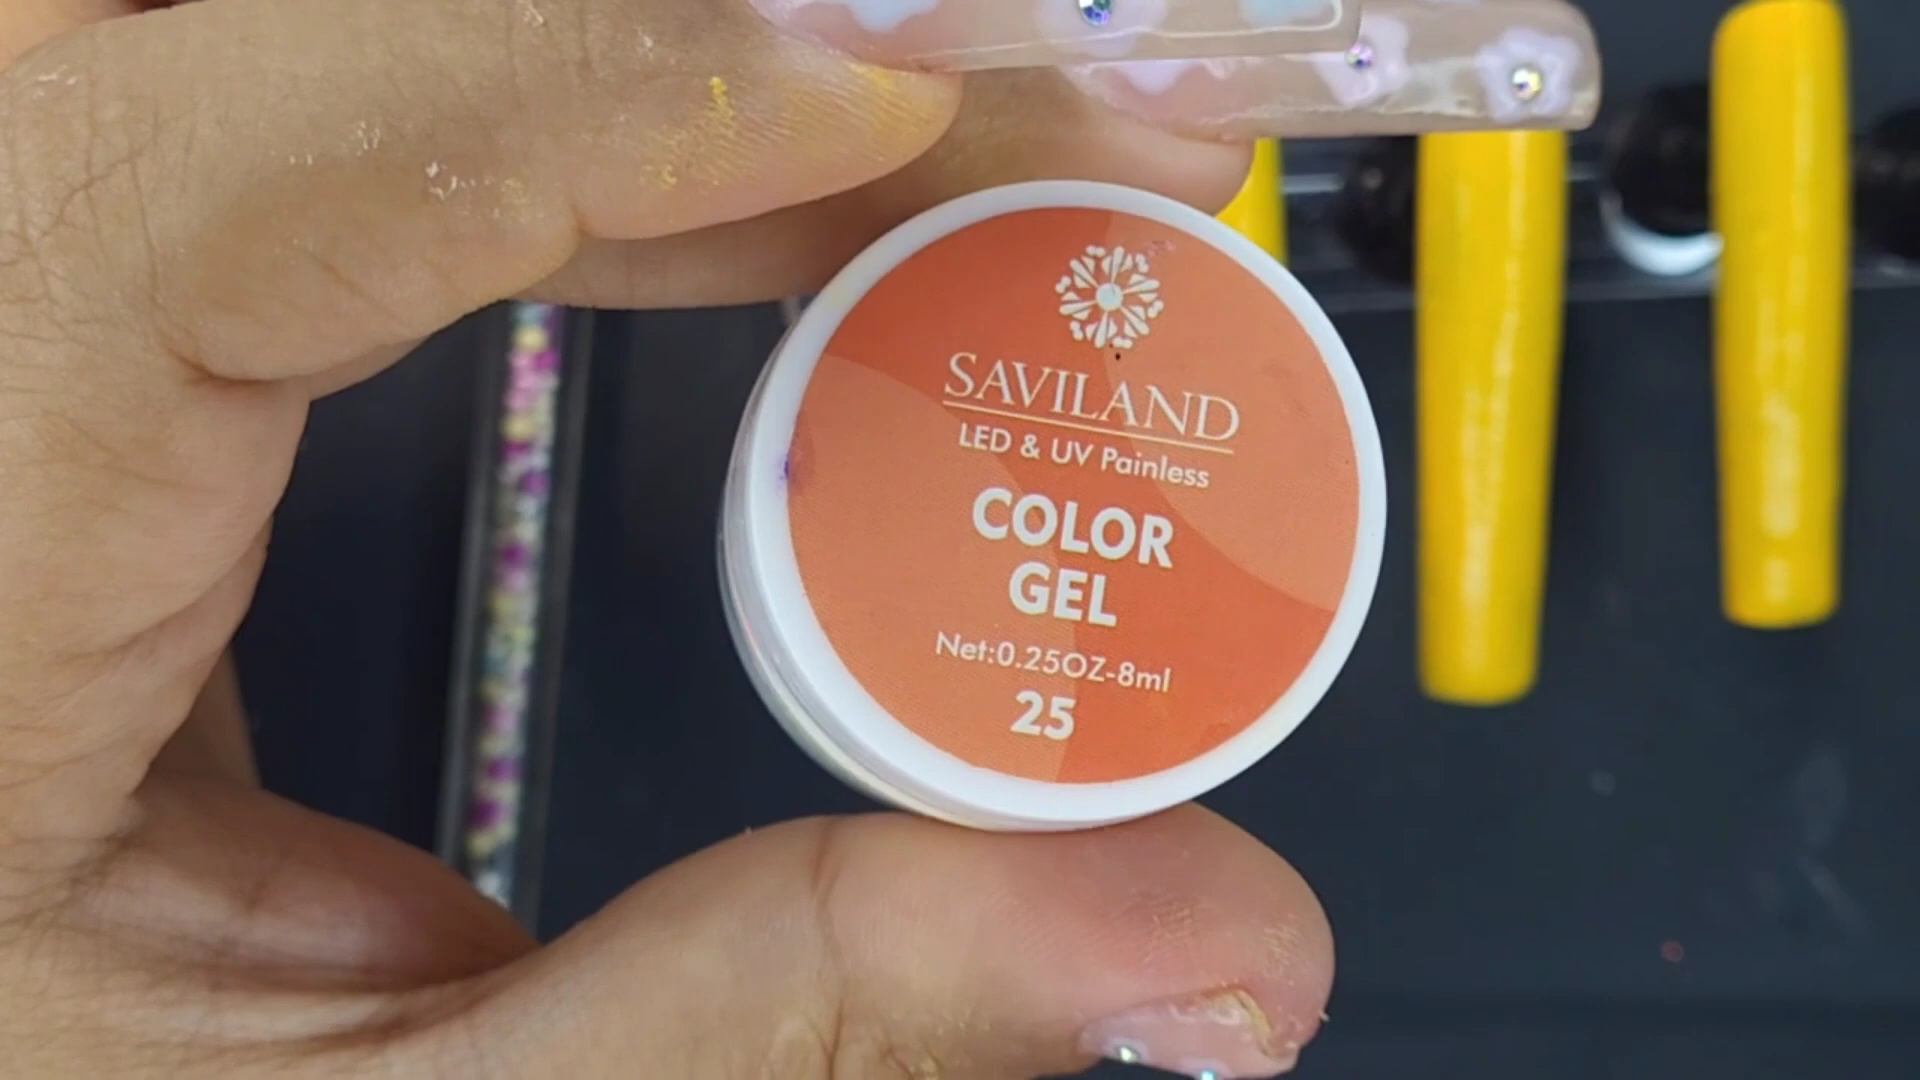 SAVILAND
LED & UV Painless
COLOR
GEL
Net:0.25OZ-8ml
25